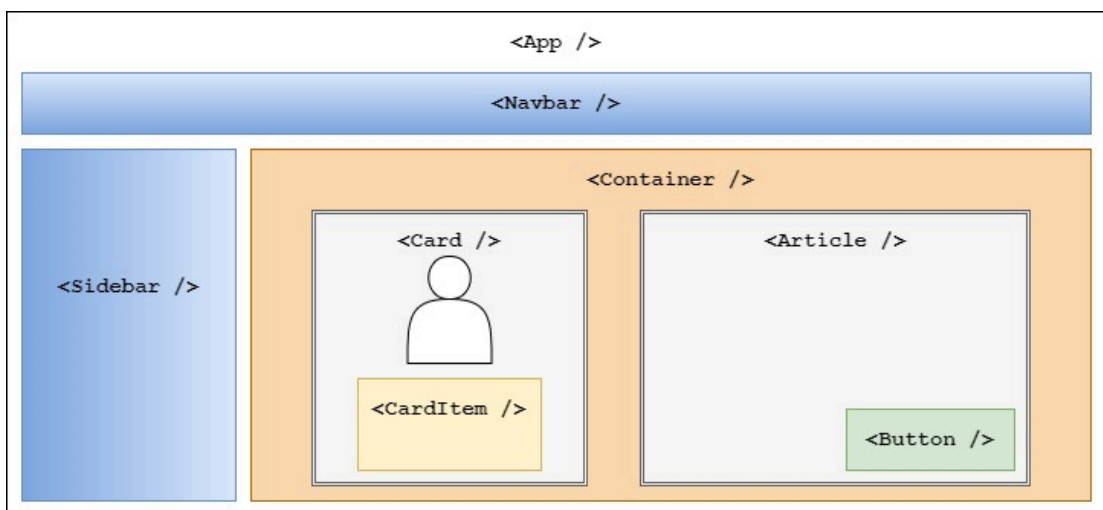 <App />
<Navbar />
<Container />
<Card />
<Article />
<Sidebar />
<CardItem />
<Button />